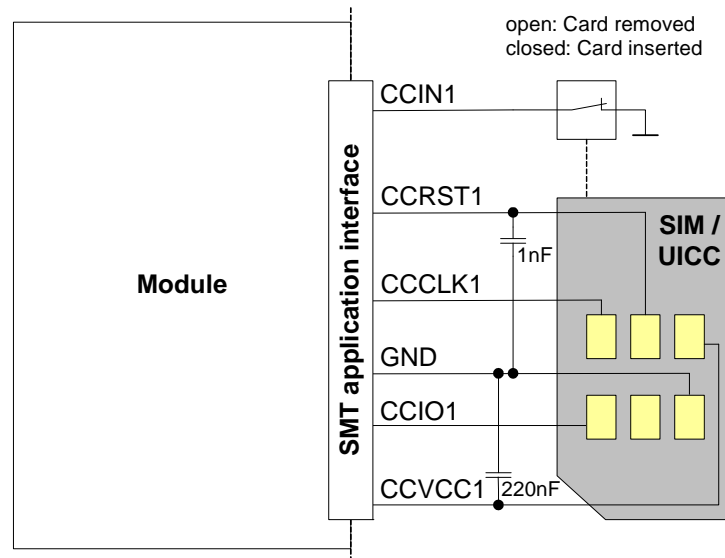 open: Card removed
closed: Card inserted
CCIN1
CCRST1
SIM /
UICC
1nF
Module
SMT application interface
CCCLK1
GND
CCIO1
CCVCC1
220nF